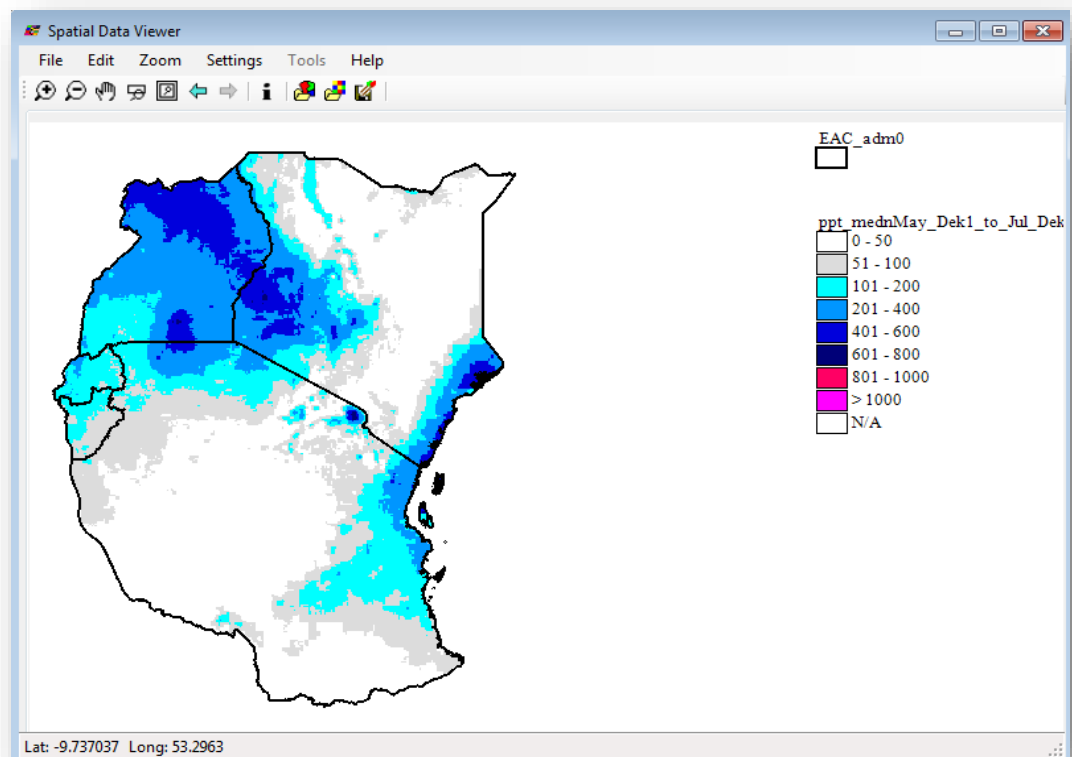 Spatial Data Viewer
File Edit Zoom Settings Tools Help
EAC_adm0
ppt_mednMay_Dek1_to_Jul_Dek
0 - 50
51 - 100
101 - 200
201 - 400
401 - 600
601 - 800
801 - 1000
> 1000
N/A
Lat: -9.737037 Long: 53.2963